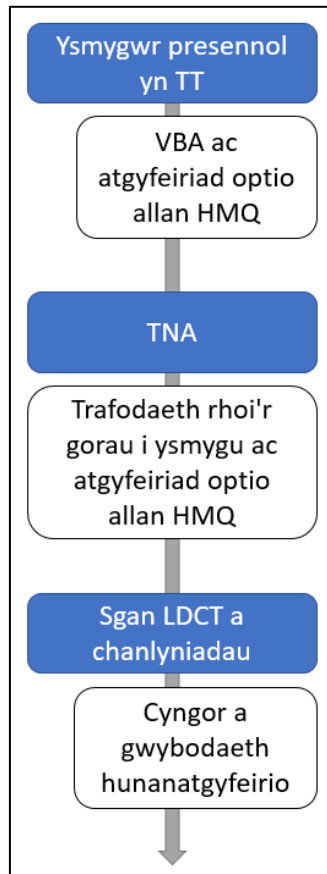 Ysmygwr presennol
yn TT
VBA ac
atgyfeiriad optio
allan HMQ
TNA
Trafodaeth rhoi'r
gorau i ysmygu ac
atgyfeiriad optio
allan HMQ
Sgan LDCT a
chanlyniadau
Cyngor a
gwybodaeth
hunanatgyfeirio